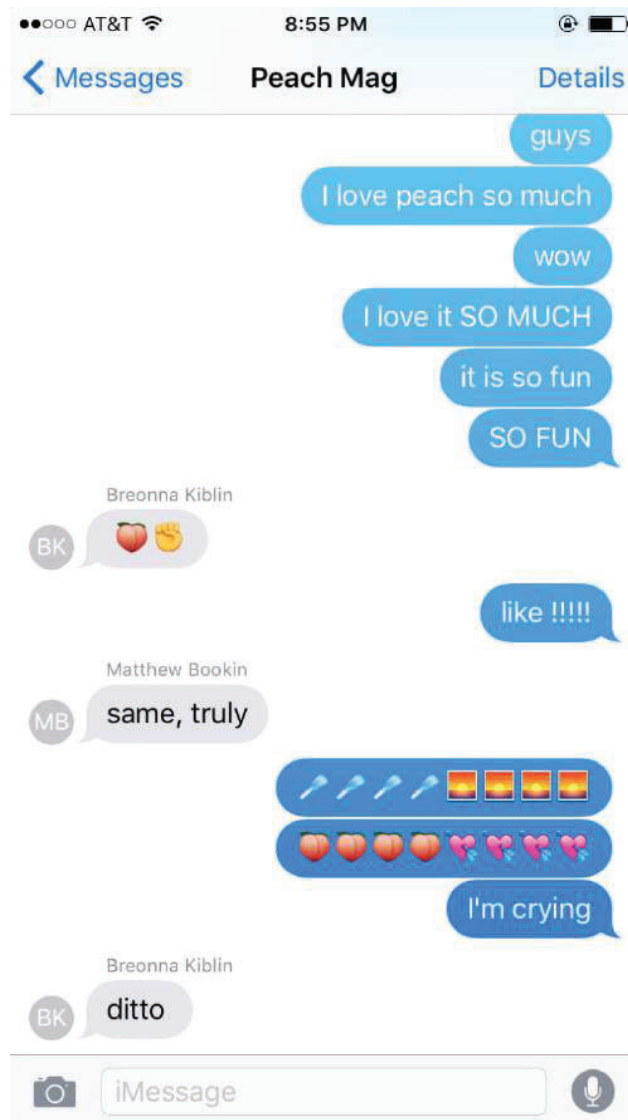 AT&T 8:55 PM
Messages Peach Mag Details
guys
I love peach so much
wow
I love it SO MUCH
it is so fun
SO FUN
Breonna Kiblin
BK 🍑✊
like !!!!!
Matthew Bookin
MB same, truly
🌅🌅🌅🌅
🍑🍑🍑🍑💘💘💘💘
I'm crying
Breonna Kiblin
BK ditto
iMessage